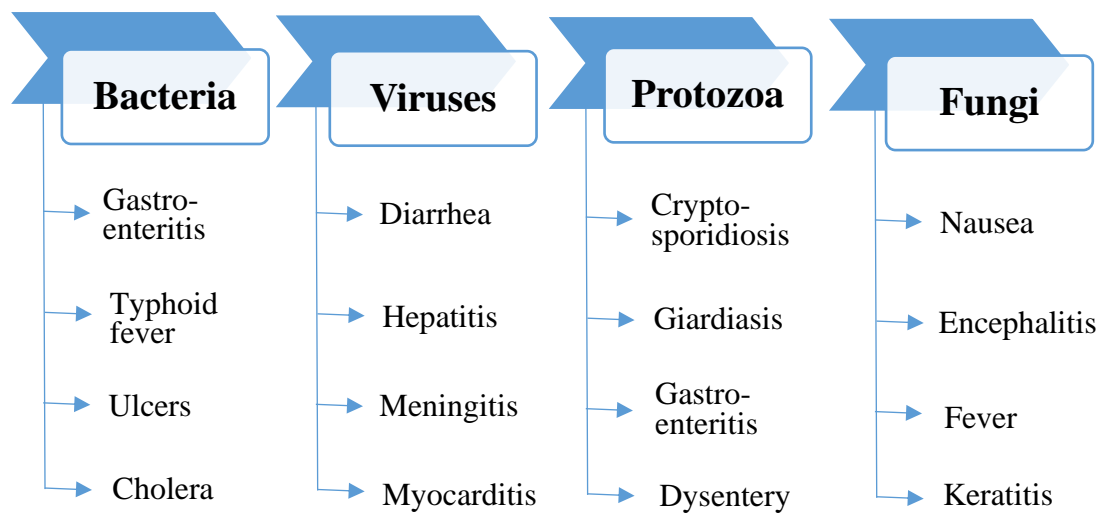 Bacteria
Gastro-
enteritis
Typhoid
fever
Ulcers
Cholera
Viruses
Diarrhea
Hepatitis
Meningitis
Myocarditis
Protozoa
Crypto-
sporidiosis
Giardiasis
Gastro-
enteritis
Dysentery
Fungi
Nausea
Encephalitis
Fever
Keratitis